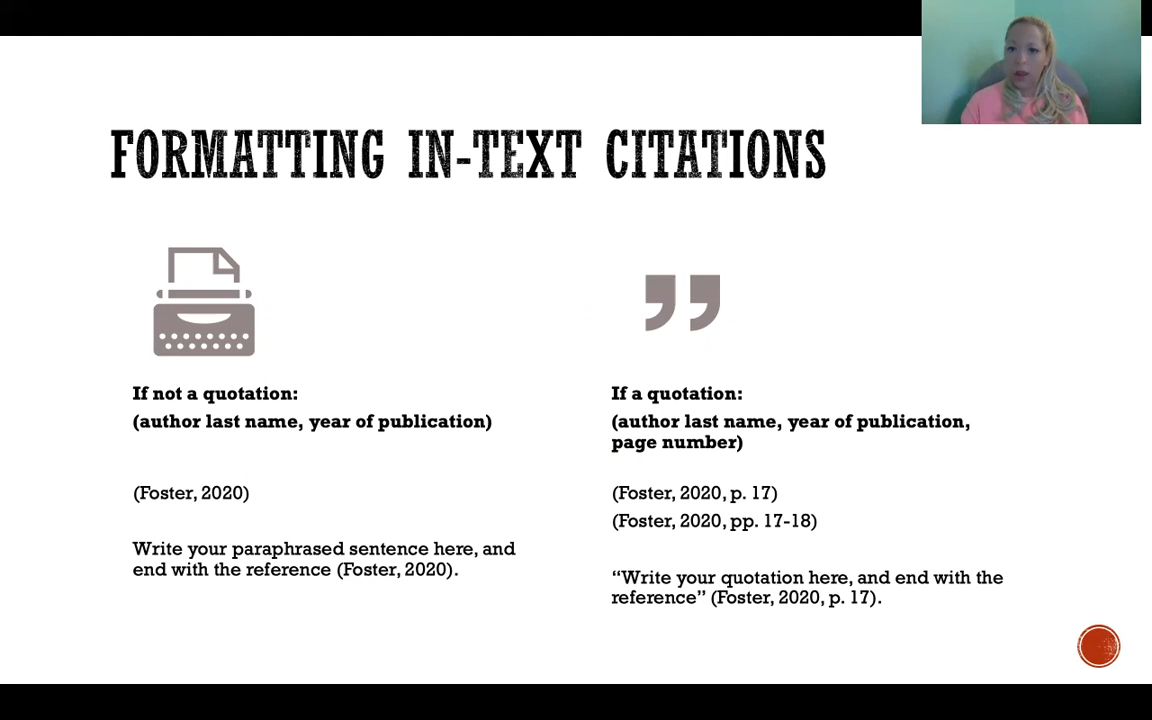 FORMATTING IN-TEXT CITATIONS
If not a quotation:
(author last name, year of publication)
(Foster, 2020)
Write your paraphrased sentence here, and
end with the reference (Foster, 2020).
If a quotation:
(author last name, year of publication,
page number)
(Foster, 2020, p. 17)
(Foster, 2020, pp. 17-18)
“Write your quotation here, and end with the
reference” (Foster, 2020, p. 17).